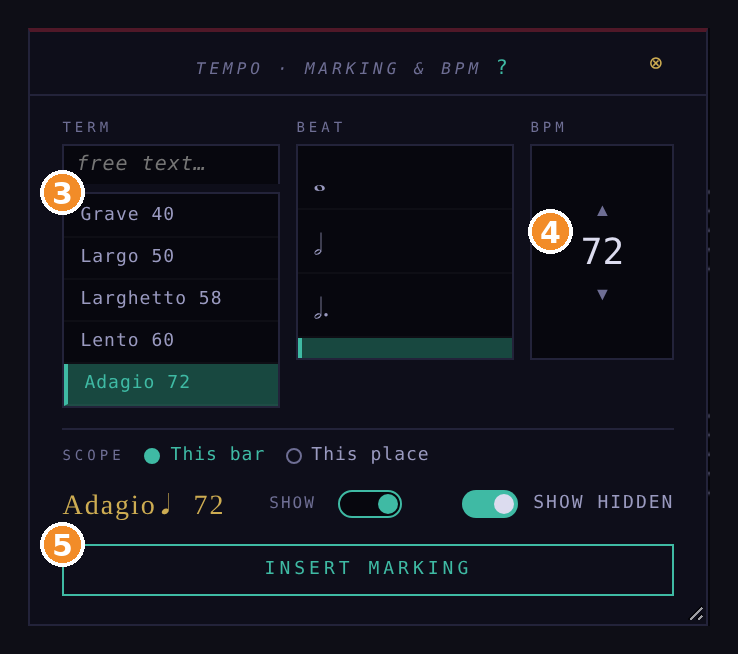 TEMPO · MARKING & BPM ?
TERM BEAT BPM
free text…
3
Grave 40
Largo 50
Larghetto 58
Lento 60
Adagio 72
4
72
SCOPE This bar This place
Adagio♩ 72 SHOW SHOW HIDDEN
5
INSERT MARKING